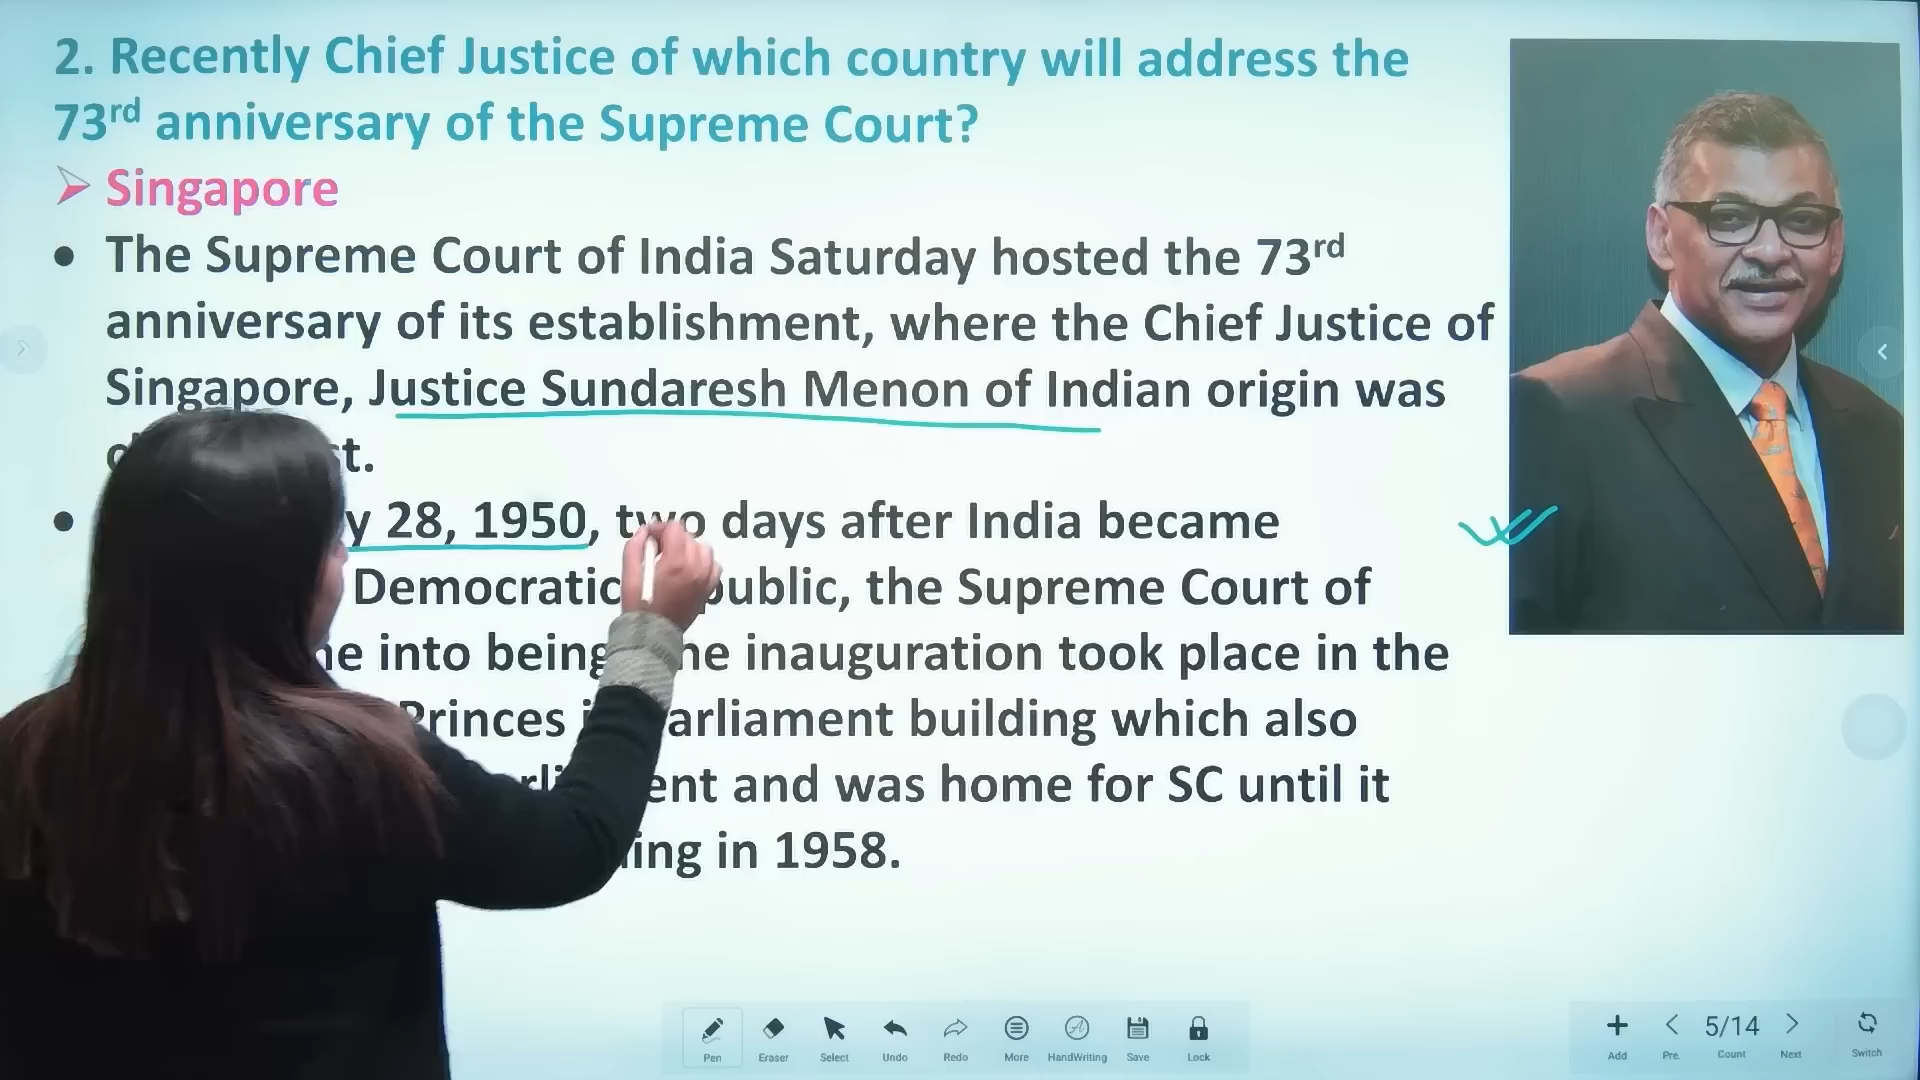 2. Recently Chief Justice of which country will address the
73rd anniversary of the Supreme Court?
Singapore
• The Supreme Court of India Saturday hosted the 73rd
anniversary of its establishment, where the Chief Justice of
Singapore, Justice Sundaresh Menon of Indian origin was
t.
• y 28, 1950, two days after India became
Democratic public, the Supreme Court of
into being he inauguration took place in the
Princes arliament building which also
ent and was home for SC until it
ing in 1958.
Pen Eraser Select Undo Redo More HandWriting Save Lock
5/14
Add Pre. Count Next Switch